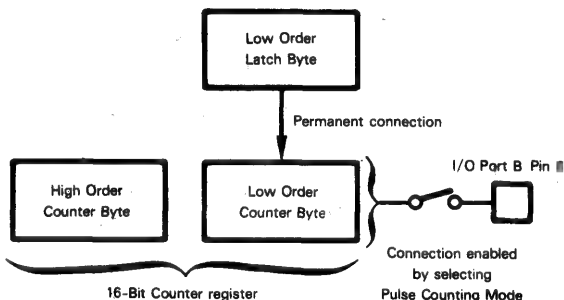 Low Order
Latch Byte
Permanent connection
I/O Port B Pin
High Order
Counter Byte
Low Order
Counter Byte
Connection enabled
by selecting
Pulse Counting Mode
16-Bit Counter register